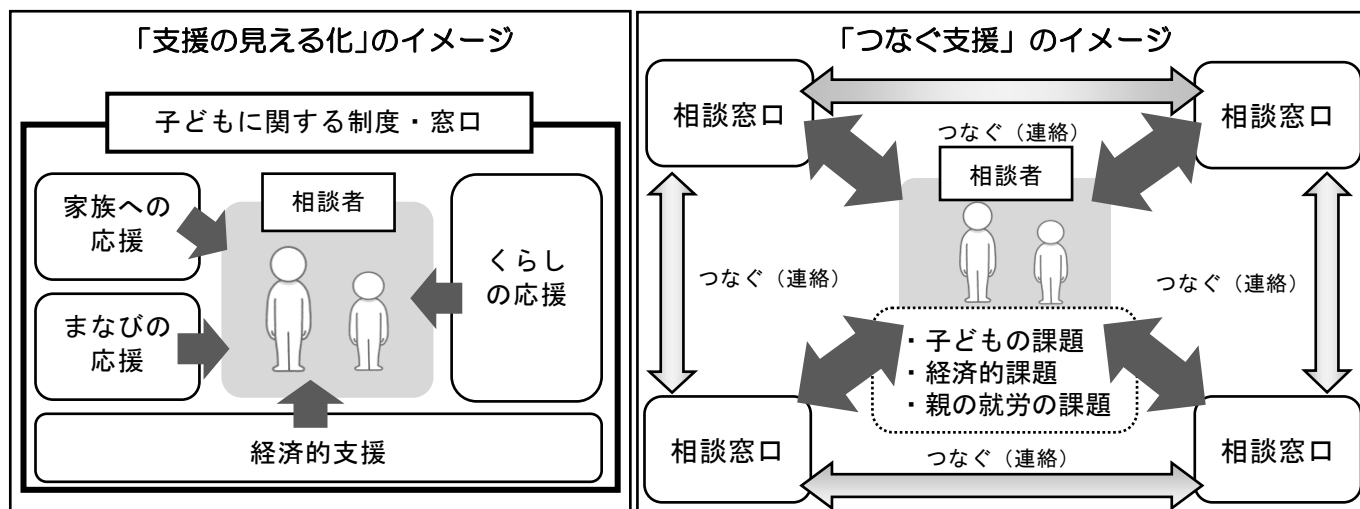 「支援の見える化」のイメージ
子どもに関する制度・窓口
家族への
応援
相談者
くらし
の応援
まなびの
応援
経済的支援
「つなぐ支援」のイメージ
相談窓口
相談窓口
つなぐ（連絡）
相談者
つなぐ（連絡）
つなぐ（連絡）
・子どもの課題
・経済的課題
・親の就労の課題
相談窓口
相談窓口
つなぐ（連絡）